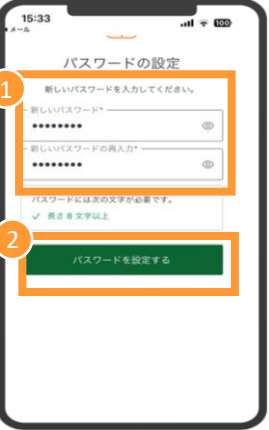 15:33
100
◀メール
パスワードの設定
1
新しいパスワードを入力してください。
新しいパスワード*
••••••••
新しいパスワードの再入力*
••••••••
パスワードには次の文字が必要です。
✓ 長さ 8 文字以上
2
パスワードを設定する